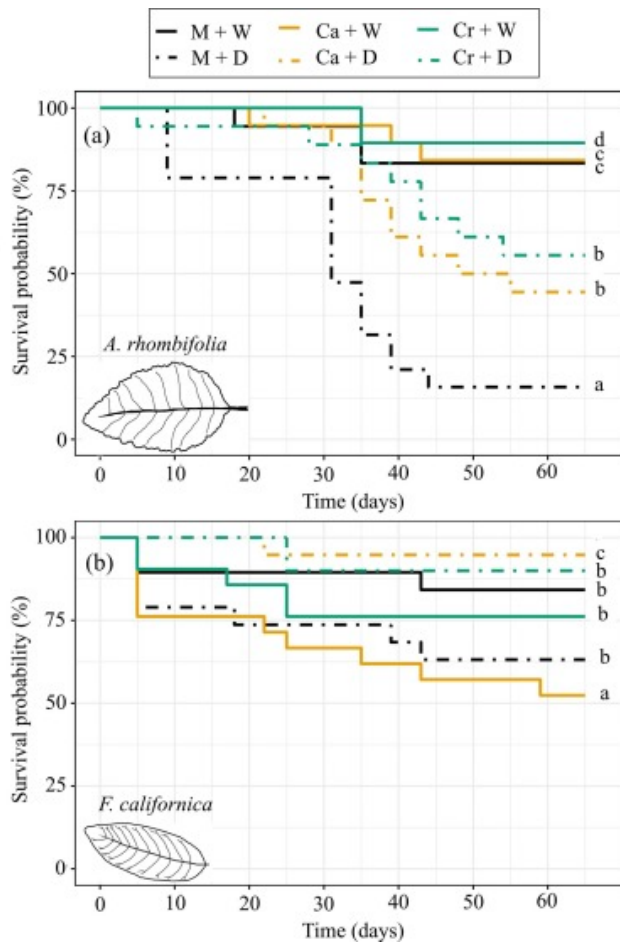 M + W Ca + W Cr + W
M + D Ca + D Cr + D
(a)
Survival probability (%)
100
75
50
25
0
d
c
c
b
b
a
A. rhombifolia
0 10 20 30 40 50 60
Time (days)
(b)
Survival probability (%)
100
75
50
25
0
c
b
b
b
b
a
F. californica
0 10 20 30 40 50 60
Time (days)